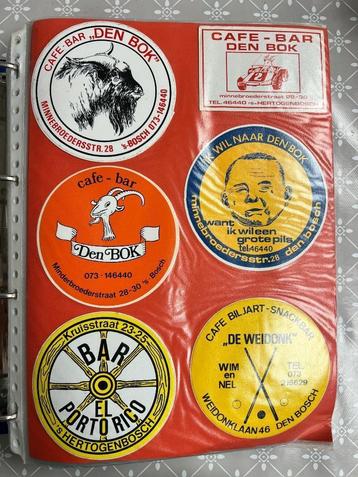 CAFE-BAR „DEN BOK"
MINNEBROEDERSSTR. 28 's-BOSCH 073-146440
CAFE - BAR
DEN BOK
minnebroederstraat 28-30
TEL. 46440 -'s-HERTOGENBOSCH
cafe - bar
Den BOK
073 - 146440
Minderbroederstraat 28-30 's Bosch
IK WIL NAAR DEN BOK
want
ik wil een
grote pils
tel. 46440
minnebroedersstr. 28 den bosch
Kruisstraat 23-25
BAR
EL
PORTO RICO
's HERTOGENBOSCH
CAFE BILJART-SNACKBAR
„DE WEIDONK"
WIM
en
NEL
TEL
073
WEIDONKLAAN 46 DEN BOSCH